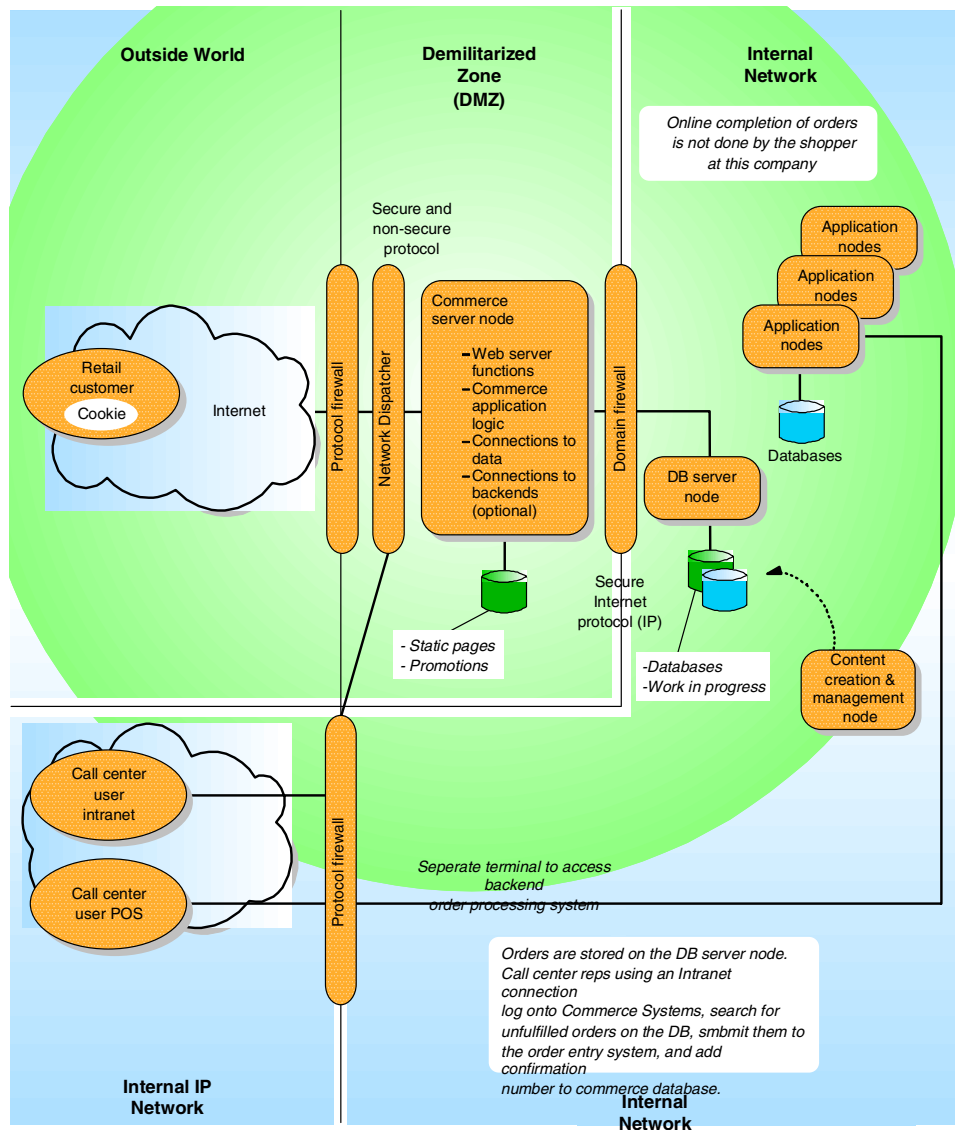 Outside World
Demilitarized
Zone
(DMZ)
Internal
Network
Online completion of orders
is not done by the shopper
at this company
Secure and
non-secure
protocol
Application
nodes
Application
nodes
Application
nodes
Databases
Retail
customer
Cookie
Internet
Protocol firewall
Network Dispatcher
Commerce
server node
– Web server
functions
– Commerce
application
logic
– Connections to
data
– Connections to
backends
(optional)
Domain firewall
DB server
node
Secure
Internet
protocol (IP)
- Static pages
- Promotions
-Databases
-Work in progress
Content
creation &
management
node
Call center
user
intranet
Call center
user POS
Protocol firewall
Seperate terminal to access
backend
order processing system
Orders are stored on the DB server node.
Call center reps using an Intranet
connection
log onto Commerce Systems, search for
unfulfilled orders on the DB, smbmit them to
the order entry system, and add
confirmation
number to commerce database.
Internal IP
Network
Internal
Network